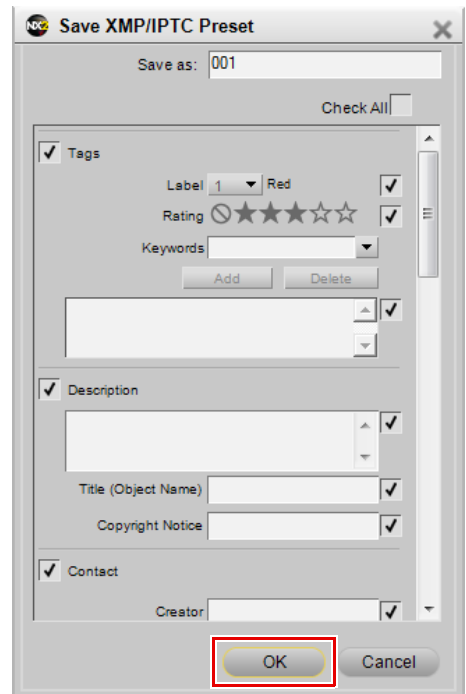 NX2 Save XMP/IPTC Preset
Save as: 001
Check All
Tags
Label 1 Red
Rating
Keywords
Add Delete
Description
Title (Object Name)
Copyright Notice
Contact
Creator
OK Cancel